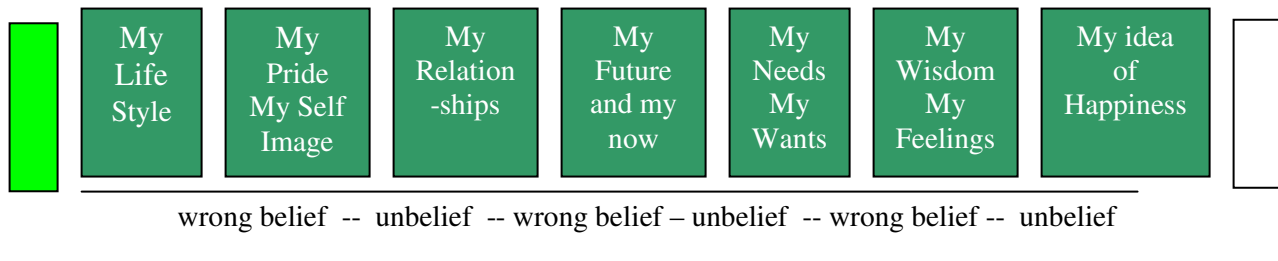 My
Life
Style
My
Pride
My Self
Image
My
Relation
-ships
My
Future
and my
now
My
Needs
My
Wants
My
Wisdom
My
Feelings
My idea
of
Happiness
wrong belief -- unbelief -- wrong belief – unbelief -- wrong belief -- unbelief